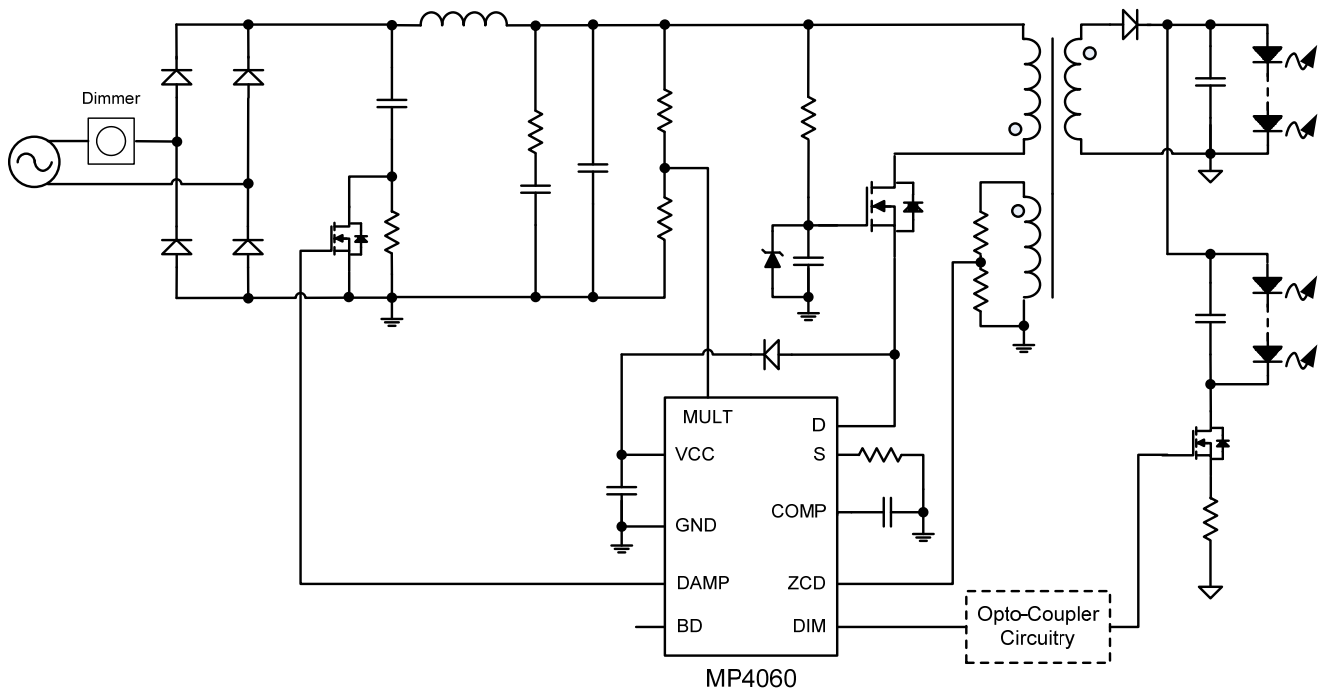 Dimmer
MULT
D
VCC
S
GND
COMP
DAMP
ZCD
BD
DIM
Opto-Coupler
Circuitry
MP4060